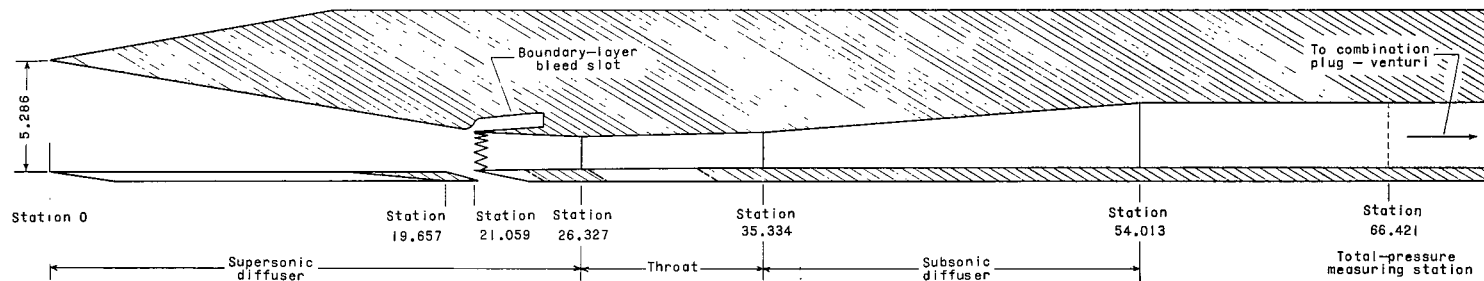 Boundary-layer
bleed slot
To combination
plug - venturi
5.286
Station 0
Station
19.657
Station
21.059
Station
26.327
Station
35.334
Station
54.013
Station
66.421
Supersonic
diffuser
Throat
Subsonic
diffuser
Total-pressure
measuring station